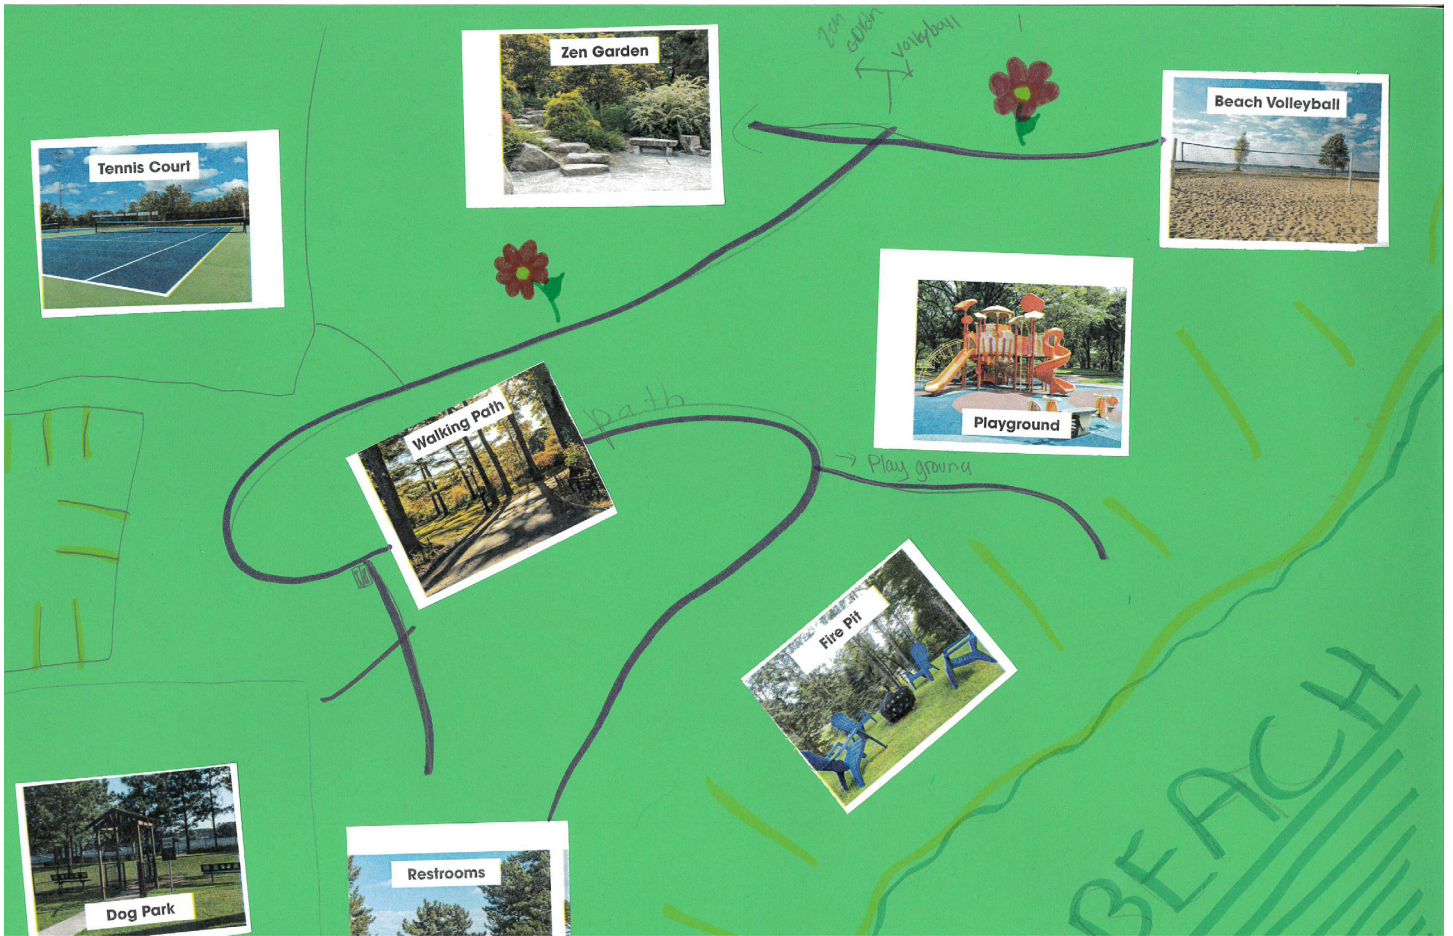 Zen
Garden
Volleyball
Zen Garden
Beach Volleyball
Tennis Court
Walking Path
path
Playground
→ Play ground
Fire Pit
BEACH
Restrooms
Dog Park